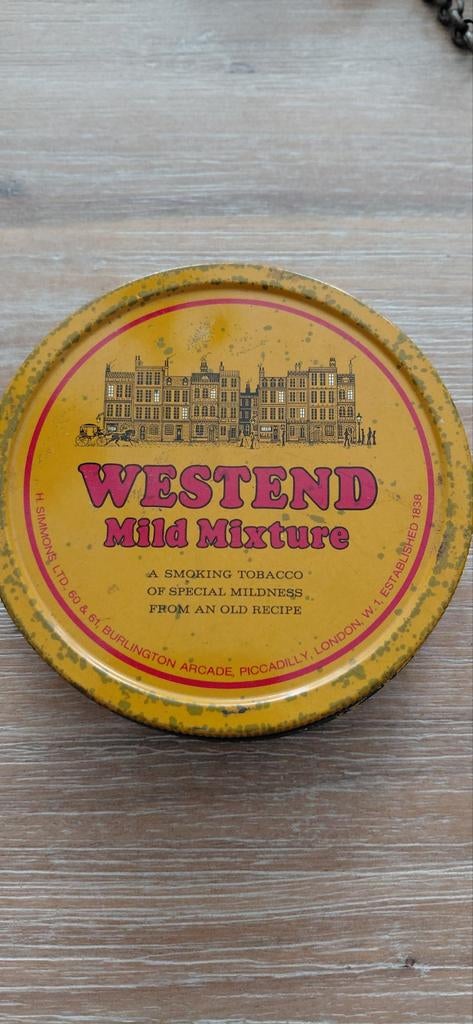 WESTEND
Mild Mixture
A SMOKING TOBACCO
OF SPECIAL MILDNESS
FROM AN OLD RECIPE
H. SIMMONS, LTD. 60 & 61, BURLINGTON ARCADE, PICCADILLY, LONDON, W.1, ESTABLISHED 1838